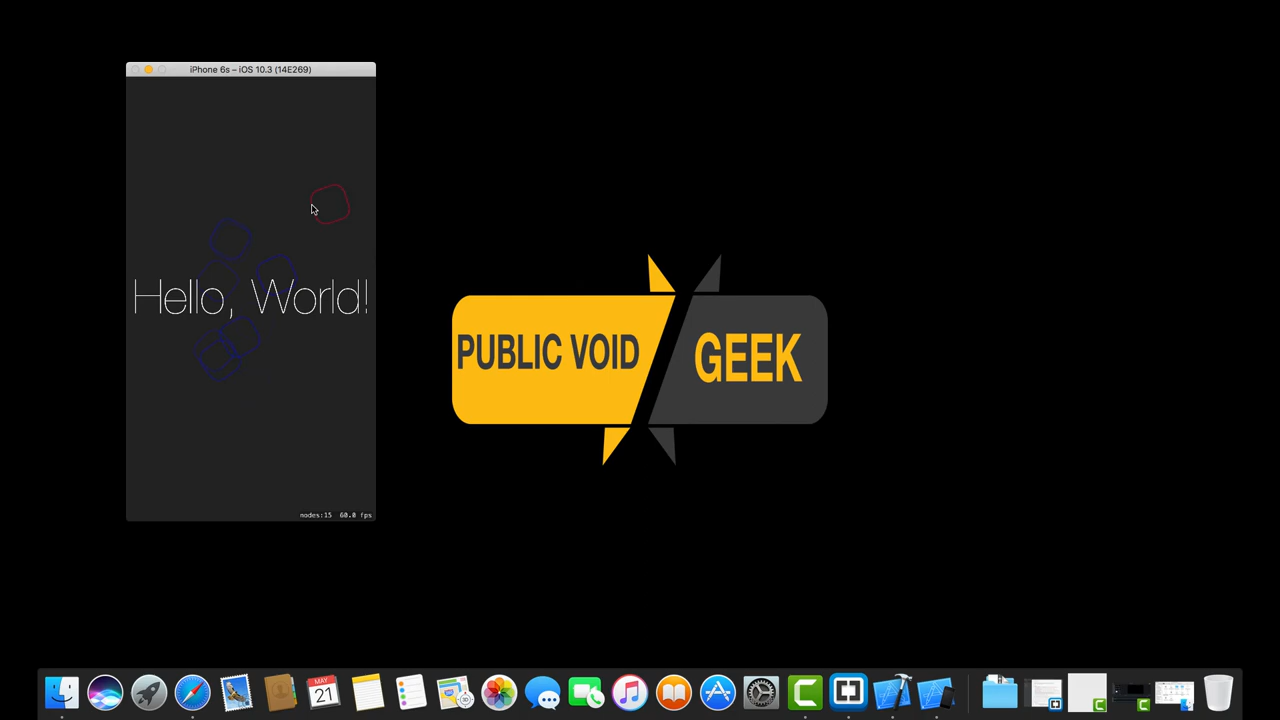 iPhone 6s – iOS 10.3 (14E269)
Hello, World!
nodes:15 60.0 fps
PUBLIC VOID
GEEK
MAY
21